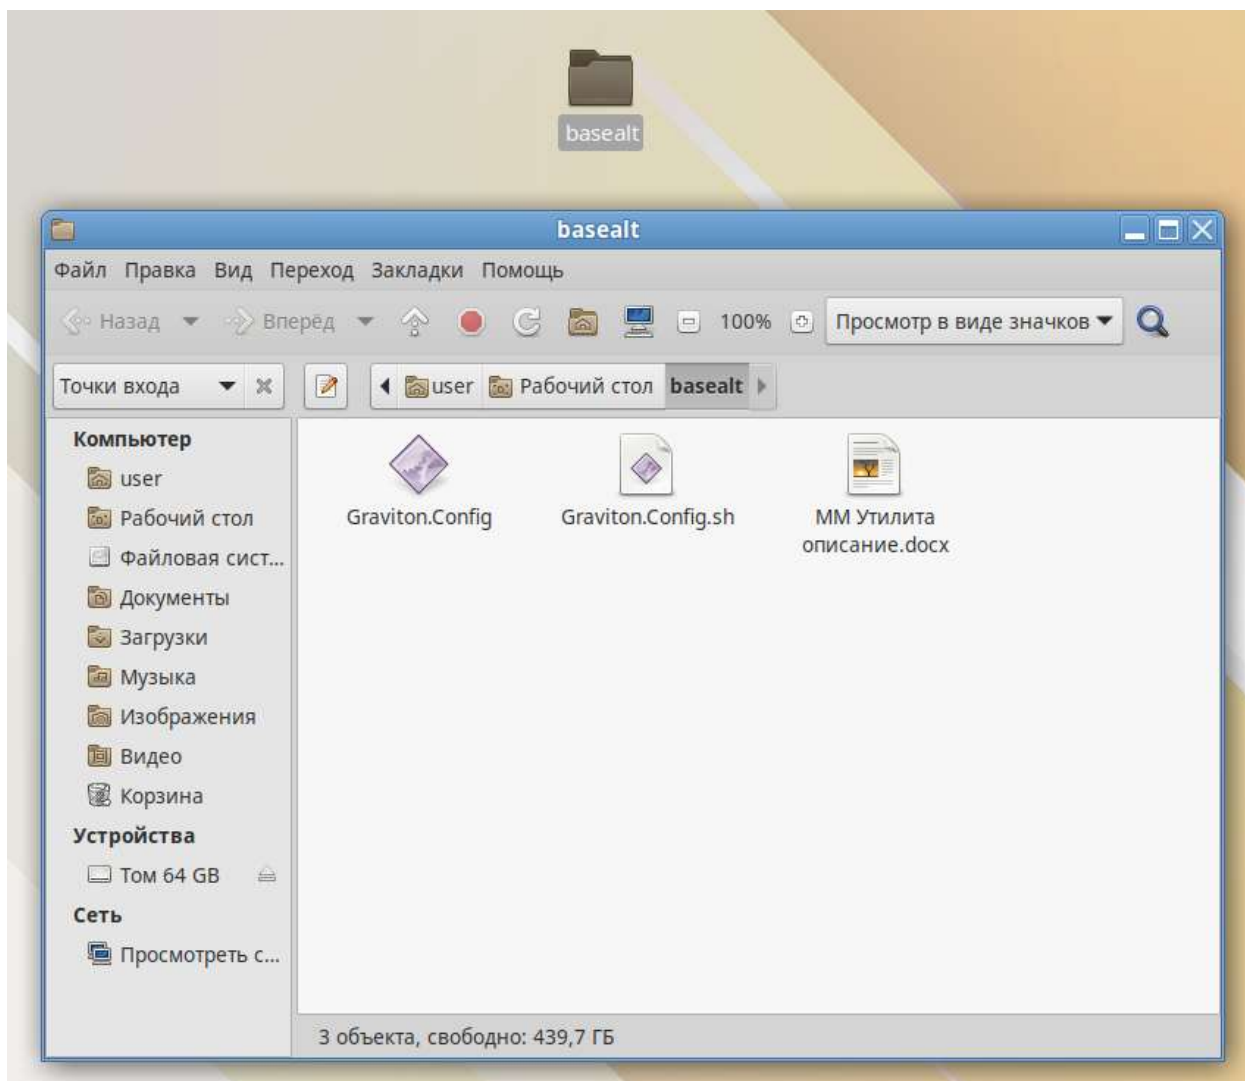 basealt
basealt
Файл Правка Вид Переход Закладки Помощь
Назад Вперёд 100% Просмотр в виде значков
Точки входа user Рабочий стол basealt
Компьютер
user
Рабочий стол
Файловая сист...
Документы
Загрузки
Музыка
Изображения
Видео
Корзина
Устройства
Том 64 GB
Сеть
Просмотреть с...
Graviton.Config
Graviton.Config.sh
ММ Утилита
описание.docx
3 объекта, свободно: 439,7 ГБ